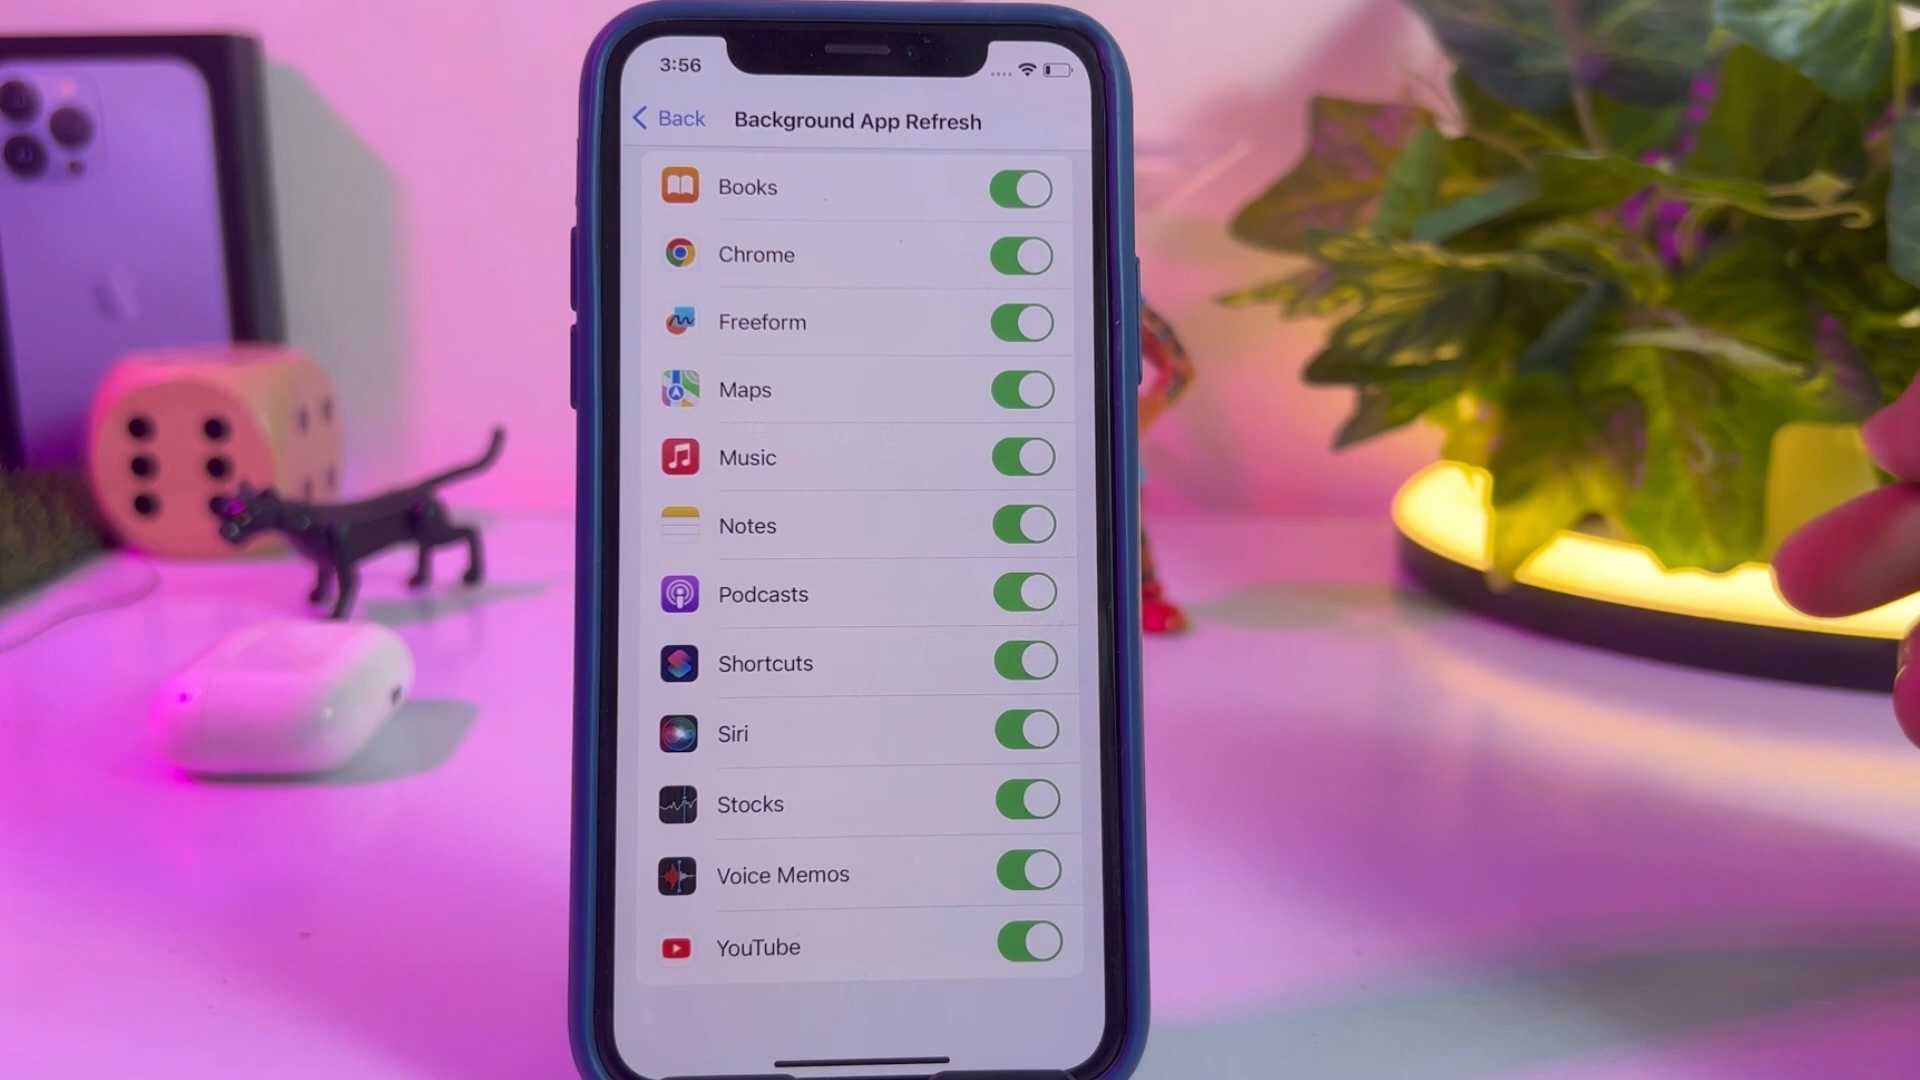 3:56
Back
Background App Refresh
Books
Chrome
Freeform
Maps
Music
Notes
Podcasts
Shortcuts
Siri
Stocks
Voice Memos
YouTube